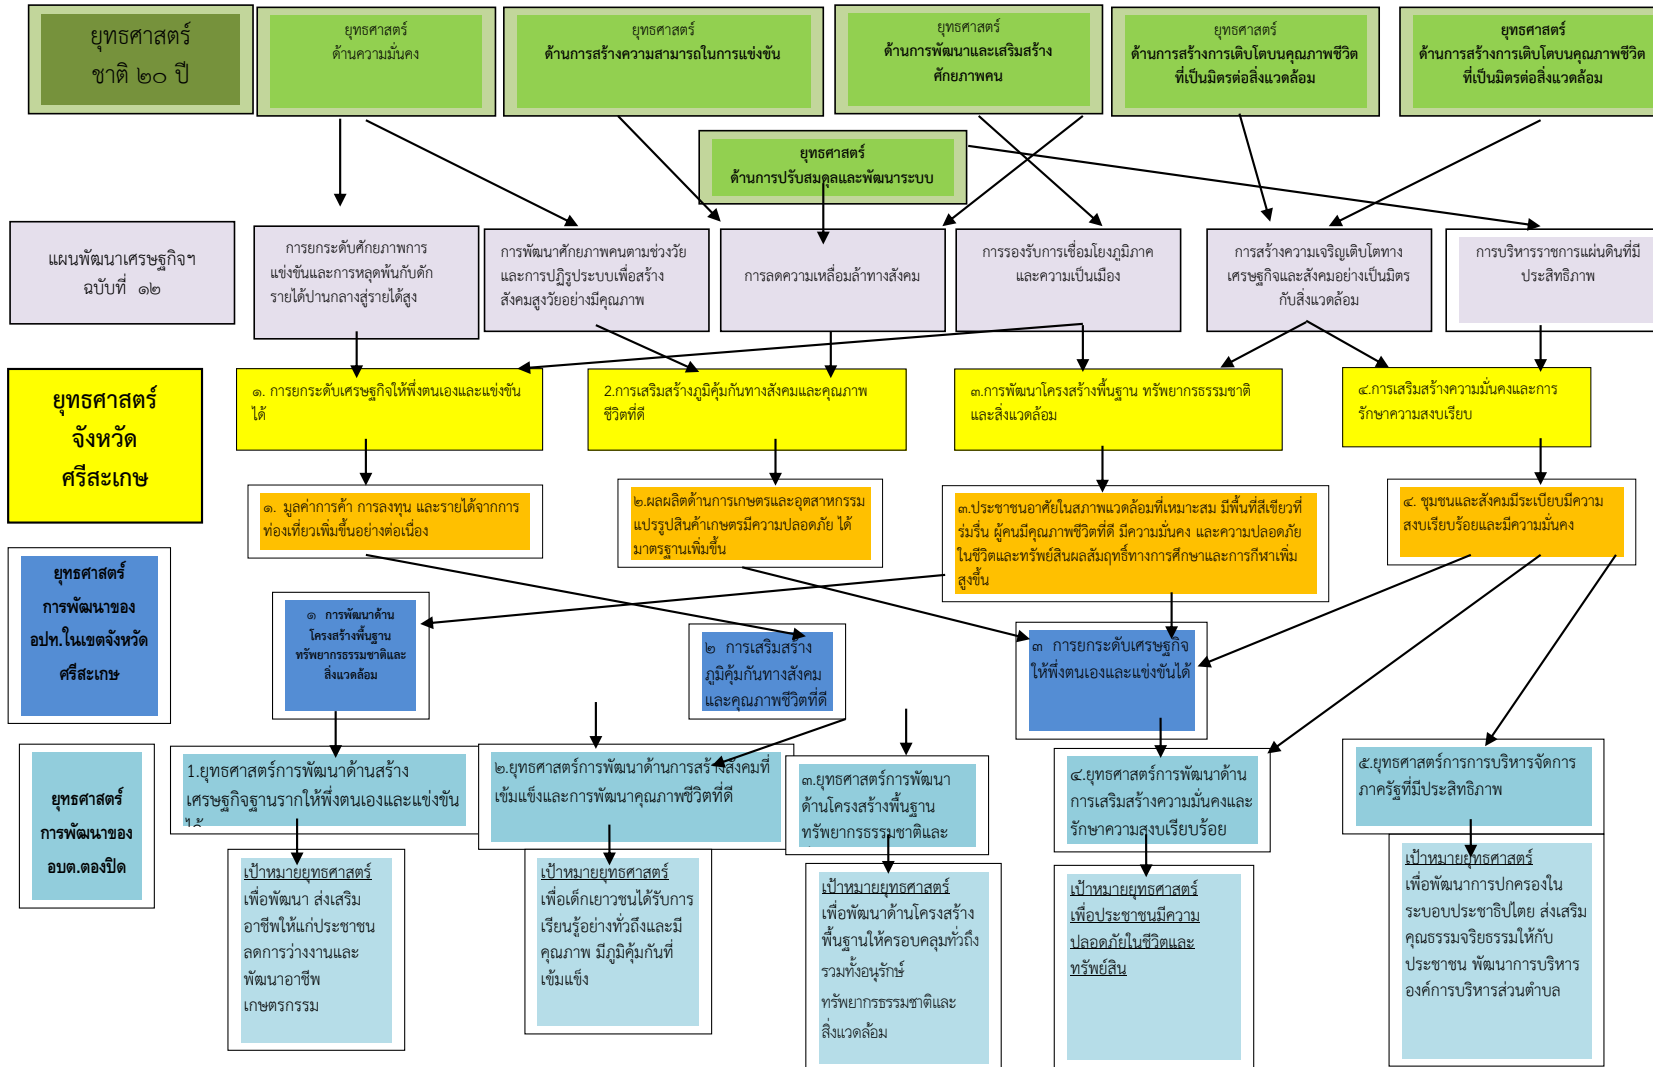 ยุทธศาสตร์
ชาติ ๒๐ ปี
ยุทธศาสตร์
ด้านความมั่นคง
ยุทธศาสตร์
ด้านการสร้างความสามารถในการแข่งขัน
ยุทธศาสตร์
ด้านการพัฒนาและเสริมสร้าง
ศักยภาพคน
ยุทธศาสตร์
ด้านการสร้างการเติบโตบนคุณภาพชีวิต
ที่เป็นมิตรต่อสิ่งแวดล้อม
ยุทธศาสตร์
ด้านการสร้างการเติบโตบนคุณภาพชีวิต
ที่เป็นมิตรต่อสิ่งแวดล้อม
ยุทธศาสตร์
ด้านการปรับสมดุลและพัฒนาระบบ
แผนพัฒนาเศรษฐกิจฯ
ฉบับที่ ๑๒
การยกระดับศักยภาพการ
แข่งขันและการหลุดพ้นกับดัก
รายได้ปานกลางสู่รายได้สูง
การพัฒนาศักยภาพคนตามช่วงวัย
และการปฏิรูประบบเพื่อสร้าง
สังคมสูงวัยอย่างมีคุณภาพ
การลดความเหลื่อมล้ำทางสังคม
การรองรับการเชื่อมโยงภูมิภาค
และความเป็นเมือง
การสร้างความเจริญเติบโตทาง
เศรษฐกิจและสังคมอย่างเป็นมิตร
กับสิ่งแวดล้อม
การบริหารราชการแผ่นดินที่มี
ประสิทธิภาพ
ยุทธศาสตร์
จังหวัด
ศรีสะเกษ
๑. การยกระดับเศรษฐกิจให้พึ่งตนเองและแข่งขัน
ได้
2.การเสริมสร้างภูมิคุ้มกันทางสังคมและคุณภาพ
ชีวิตที่ดี
๓.การพัฒนาโครงสร้างพื้นฐาน ทรัพยากรธรรมชาติ
และสิ่งแวดล้อม
๔.การเสริมสร้างความมั่นคงและการ
รักษาความสงบเรียบ
๑. มูลค่าการค้า การลงทุน และรายได้จากการ
ท่องเที่ยวเพิ่มขึ้นอย่างต่อเนื่อง
๒.ผลผลิตด้านการเกษตรและอุตสาหกรรม
แปรรูปสินค้าเกษตรมีความปลอดภัย ได้
มาตรฐานเพิ่มขึ้น
๓.ประชาชนอาศัยในสภาพแวดล้อมที่เหมาะสม มีพื้นที่สีเขียวที่
ร่มรื่น ผู้คนมีคุณภาพชีวิตที่ดี มีความมั่นคง และความปลอดภัย
ในชีวิตและทรัพย์สินผลสัมฤทธิ์ทางการศึกษาและการกีฬาเพิ่ม
สูงขึ้น
๔. ชุมชนและสังคมมีระเบียบมีความ
สงบเรียบร้อยและมีความมั่นคง
ยุทธศาสตร์
การพัฒนาของ
อปท.ในเขตจังหวัด
ศรีสะเกษ
๑ การพัฒนาด้าน
โครงสร้างพื้นฐาน
ทรัพยากรธรรมชาติและ
สิ่งแวดล้อม
๒ การเสริมสร้าง
ภูมิคุ้มกันทางสังคม
และคุณภาพชีวิตที่ดี
๓ การยกระดับเศรษฐกิจ
ให้พึ่งตนเองและแข่งขันได้
ยุทธศาสตร์
การพัฒนาของ
อบต.ตองปิด
1.ยุทธศาสตร์การพัฒนาด้านสร้าง
เศรษฐกิจฐานรากให้พึ่งตนเองและแข่งขัน
๒.ยุทธศาสตร์การพัฒนาด้านการสร้างสังคมที่
เข้มแข็งและการพัฒนาคุณภาพชีวิตที่ดี
๓.ยุทธศาสตร์การพัฒนา
ด้านโครงสร้างพื้นฐาน
ทรัพยากรธรรมชาติและ
๔.ยุทธศาสตร์การพัฒนาด้าน
การเสริมสร้างความมั่นคงและ
รักษาความสงบเรียบร้อย
๕.ยุทธศาสตร์การการบริหารจัดการ
ภาครัฐที่มีประสิทธิภาพ
เป้าหมายยุทธศาสตร์
เพื่อพัฒนา ส่งเสริม
อาชีพให้แก่ประชาชน
ลดการว่างงานและ
พัฒนาอาชีพ
เกษตรกรรม
เป้าหมายยุทธศาสตร์
เพื่อเด็กเยาวชนได้รับการ
เรียนรู้อย่างทั่วถึงและมี
คุณภาพ มีภูมิคุ้มกันที่
เข้มแข็ง
เป้าหมายยุทธศาสตร์
เพื่อพัฒนาด้านโครงสร้าง
พื้นฐานให้ครอบคลุมทั่วถึง
รวมทั้งอนุรักษ์
ทรัพยากรธรรมชาติและ
สิ่งแวดล้อม
เป้าหมายยุทธศาสตร์
เพื่อประชาชนมีความ
ปลอดภัยในชีวิตและ
ทรัพย์สิน
เป้าหมายยุทธศาสตร์
เพื่อพัฒนาการปกครองใน
ระบอบประชาธิปไตย ส่งเสริม
คุณธรรมจริยธรรมให้กับ
ประชาชน พัฒนาการบริหาร
องค์การบริหารส่วนตำบล